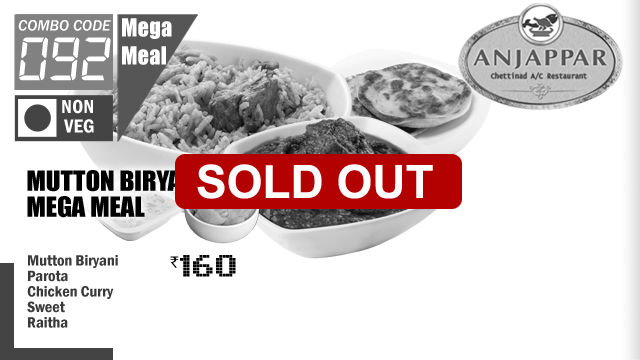 COMBO CODE
092
Mega
Meal
NON
VEG
ANJAPPAR
Chettinad A/C Restaurant
MUTTON BIRYA
MEGA MEAL
SOLD OUT
Mutton Biryani
Parota
Chicken Curry
Sweet
Raitha
₹160